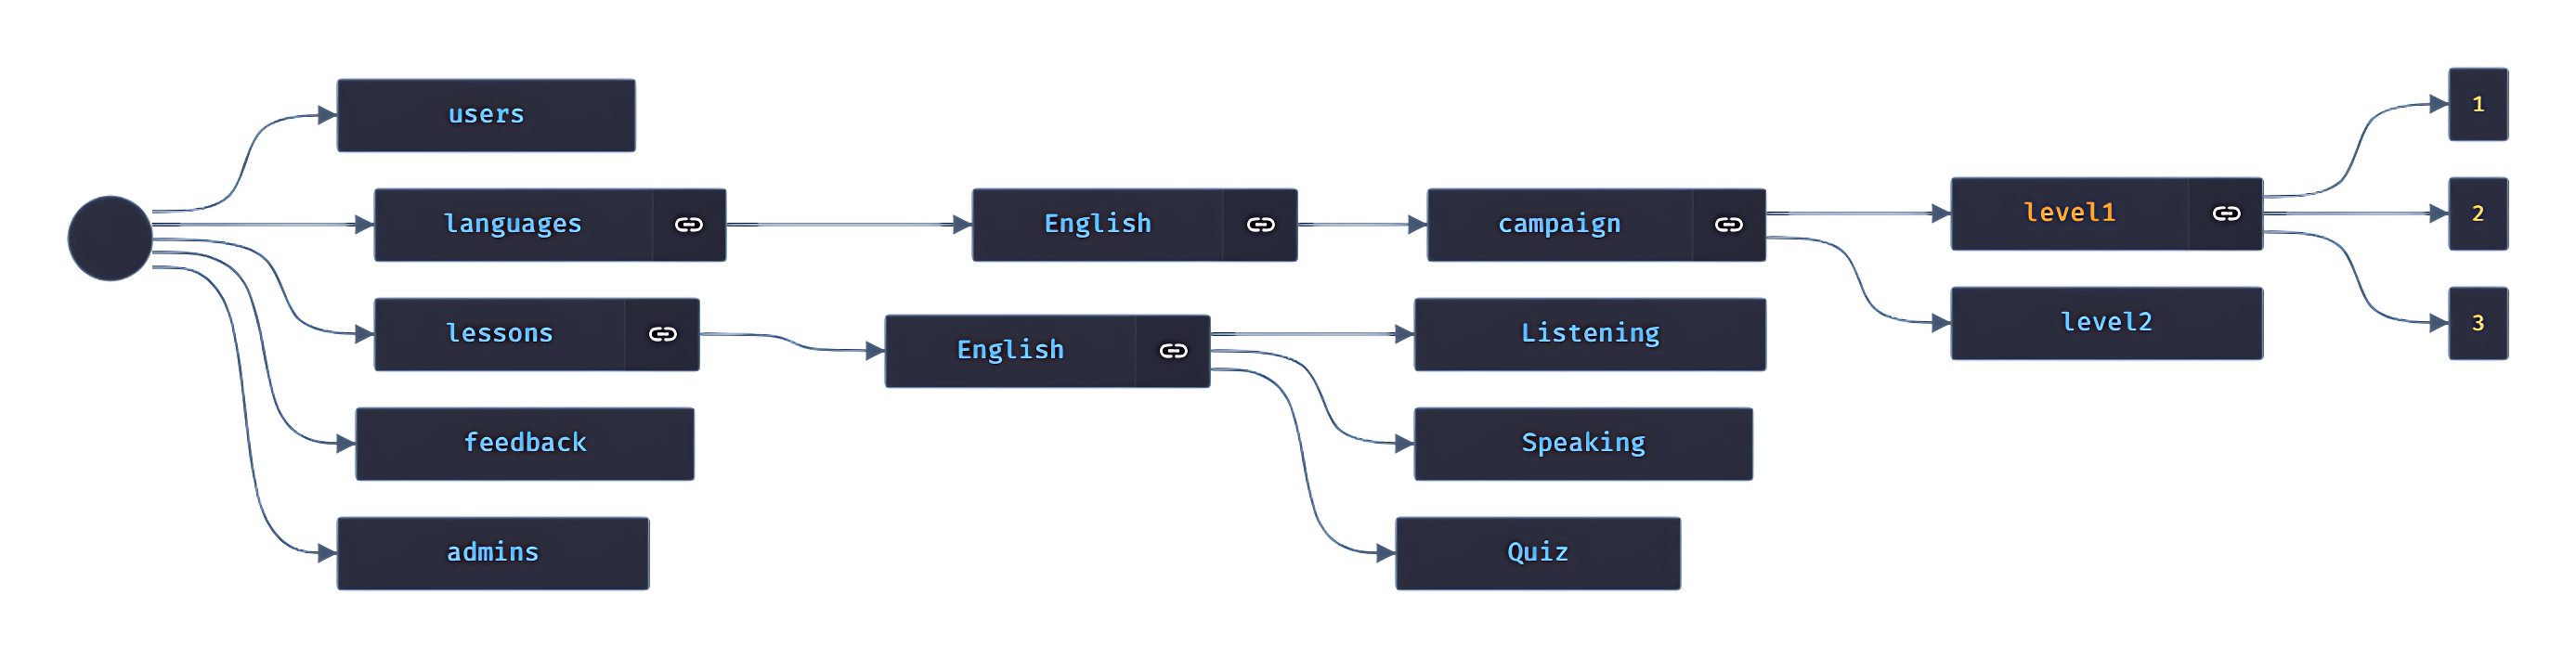 users
languages
English
campaign
level1
1
2
3
level2
lessons
English
Listening
Speaking
Quiz
feedback
admins